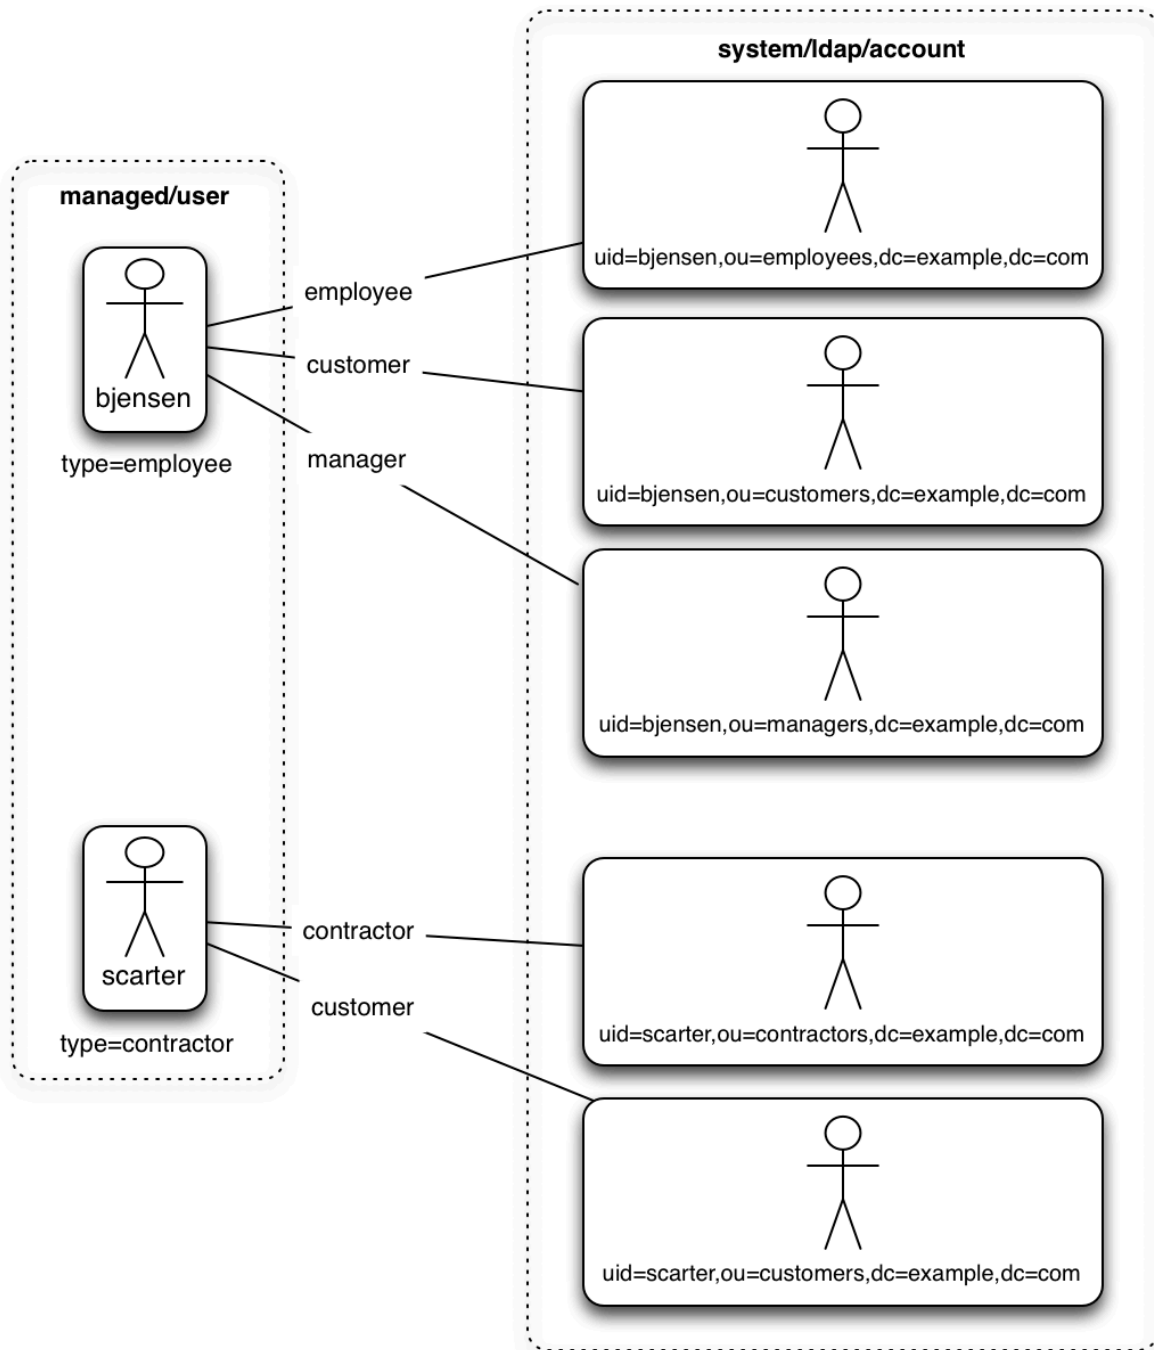 system/ldap/account
uid=bjensen,ou=employees,dc=example,dc=com
managed/user
bjensen
type=employee
employee
customer
manager
uid=bjensen,ou=customers,dc=example,dc=com
uid=bjensen,ou=managers,dc=example,dc=com
scarter
type=contractor
contractor
customer
uid=scarter,ou=contractors,dc=example,dc=com
uid=scarter,ou=customers,dc=example,dc=com